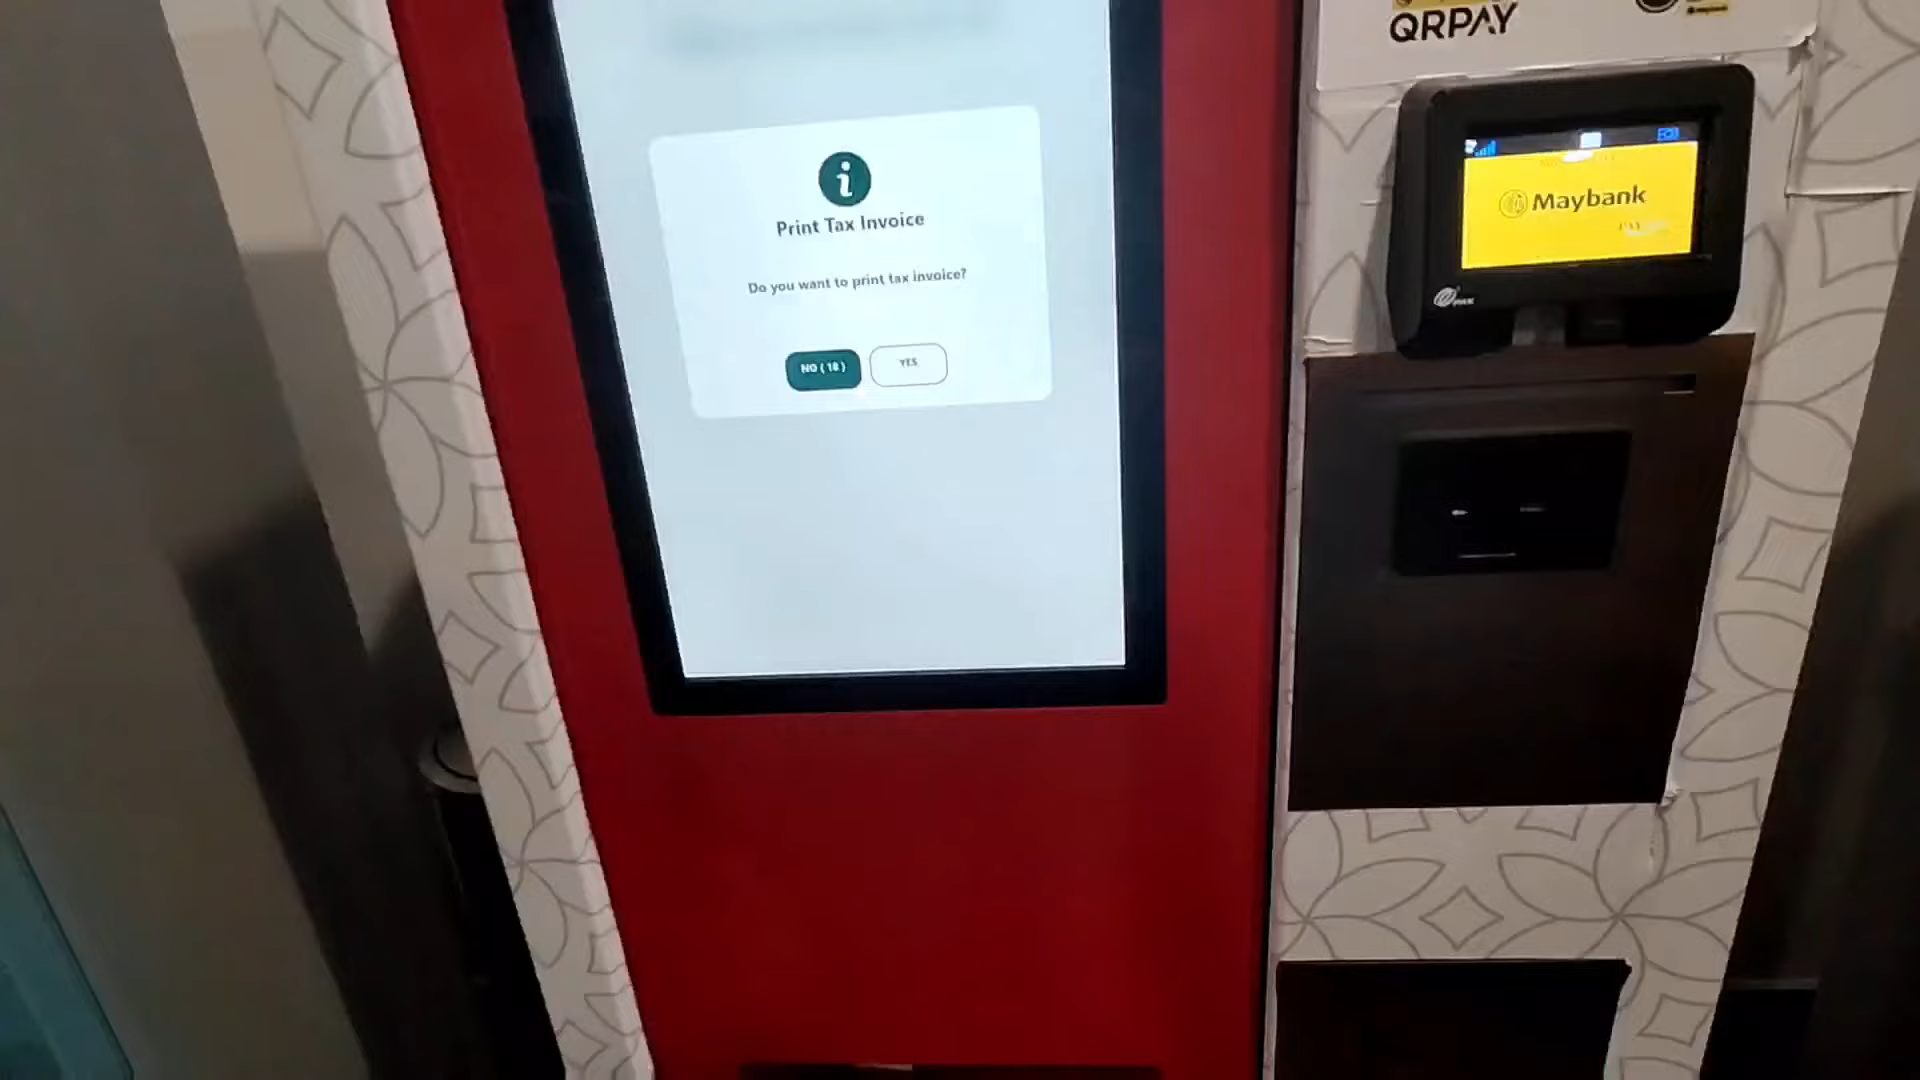 QRPAY
Maybank
Print Tax Invoice
Do you want to print tax invoice?
NO ( 18 )
YES